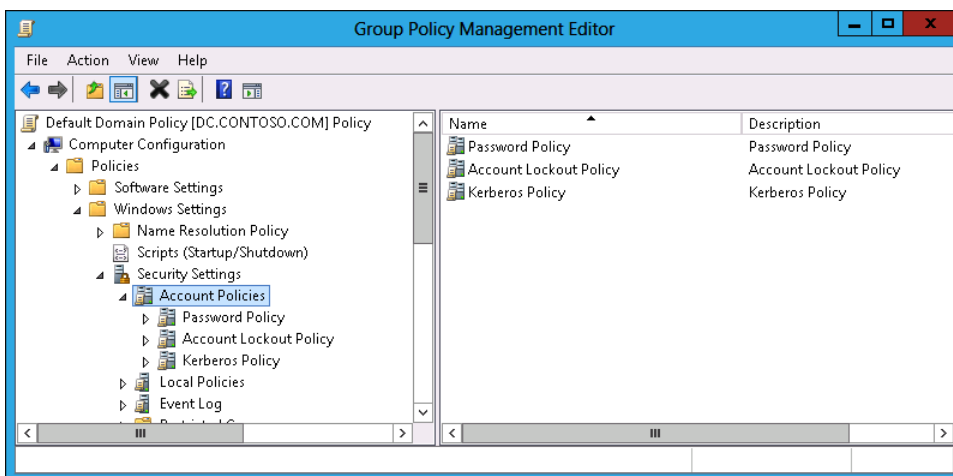 Group Policy Management Editor
File Action View Help
Default Domain Policy [DC.CONTOSO.COM] Policy
Computer Configuration
Policies
Software Settings
Windows Settings
Name Resolution Policy
Scripts (Startup/Shutdown)
Security Settings
Account Policies
Password Policy
Account Lockout Policy
Kerberos Policy
Local Policies
Event Log
Name Description
Password Policy Password Policy
Account Lockout Policy Account Lockout Policy
Kerberos Policy Kerberos Policy